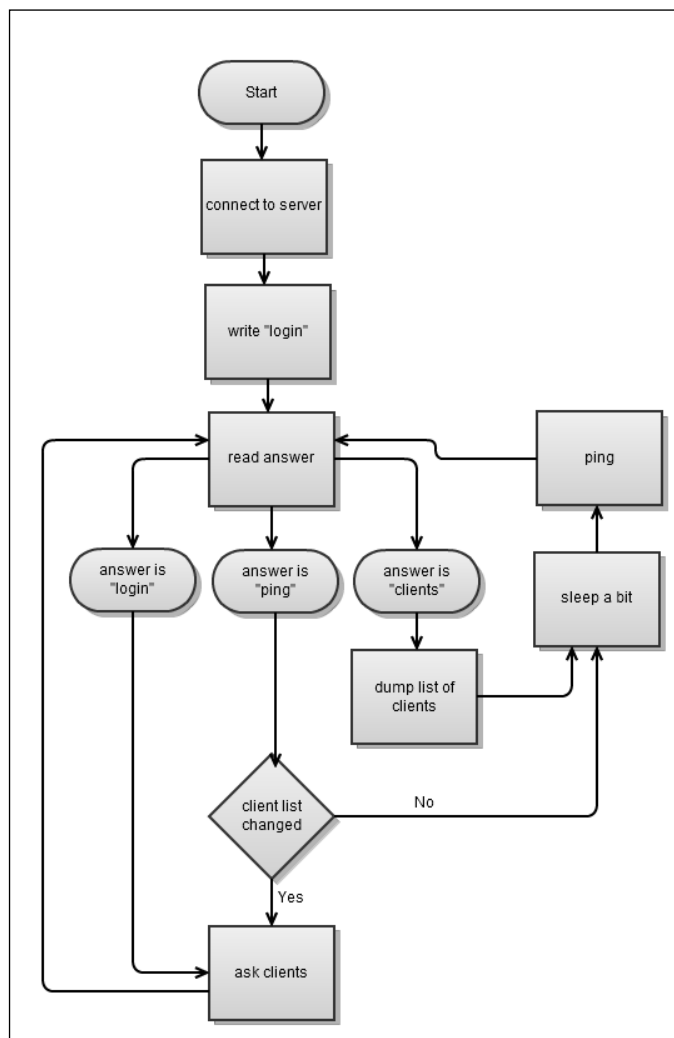 Start
connect to server
write "login"
read answer
ping
answer is
"login"
answer is
"ping"
answer is
"clients"
sleep a bit
dump list of
clients
client list
changed
No
Yes
ask clients